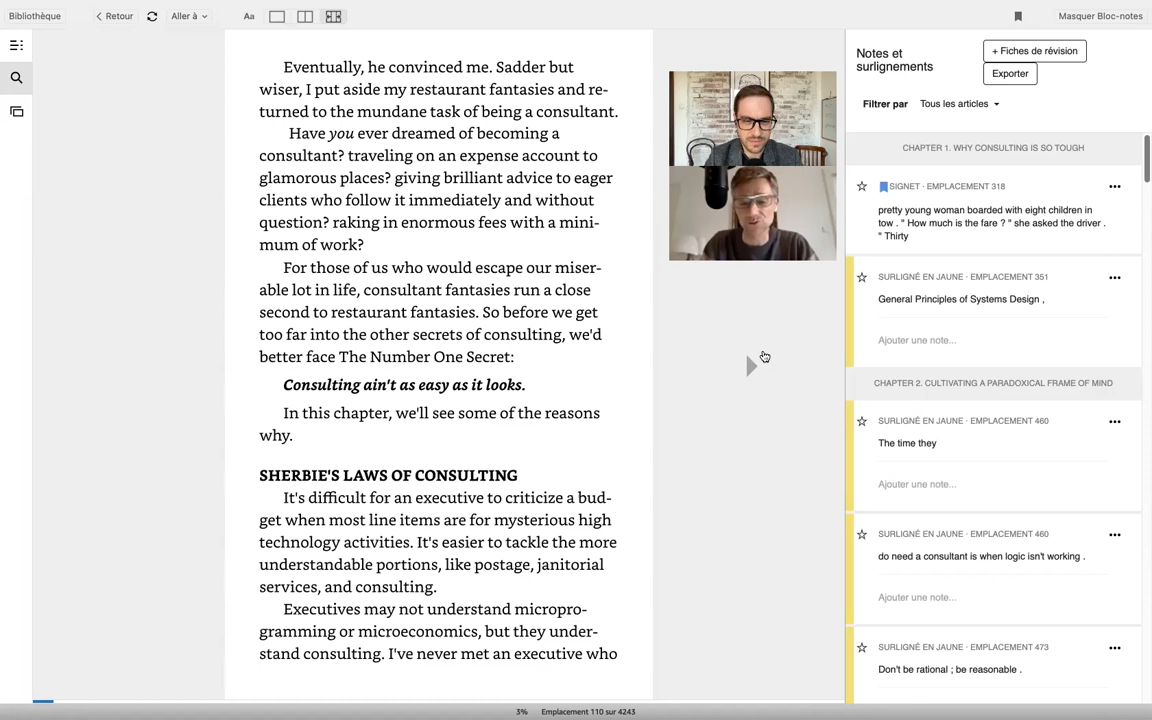 Bibliothèque
Retour
Aller à
Aa
Masquer Bloc-notes
Eventually, he convinced me. Sadder but
wiser, I put aside my restaurant fantasies and re-
turned to the mundane task of being a consultant.
Have you ever dreamed of becoming a
consultant? traveling on an expense account to
glamorous places? giving brilliant advice to eager
clients who follow it immediately and without
question? raking in enormous fees with a mini-
mum of work?
For those of us who would escape our miser-
able lot in life, consultant fantasies run a close
second to restaurant fantasies. So before we get
too far into the other secrets of consulting, we'd
better face The Number One Secret:
Consulting ain't as easy as it looks.
In this chapter, we'll see some of the reasons
why.
SHERBIE'S LAWS OF CONSULTING
It's difficult for an executive to criticize a bud-
get when most line items are for mysterious high
technology activities. It's easier to tackle the more
understandable portions, like postage, janitorial
services, and consulting.
Executives may not understand micropro-
gramming or microeconomics, but they under-
stand consulting. I've never met an executive who
Notes et
surlignements
+ Fiches de révision
Exporter
Filtrer par Tous les articles
CHAPTER 1. WHY CONSULTING IS SO TOUGH
SIGNET · EMPLACEMENT 318
pretty young woman boarded with eight children in
tow . " How much is the fare ? " she asked the driver .
" Thirty
SURLIGNÉ EN JAUNE · EMPLACEMENT 351
General Principles of Systems Design ,
Ajouter une note...
CHAPTER 2. CULTIVATING A PARADOXICAL FRAME OF MIND
SURLIGNÉ EN JAUNE · EMPLACEMENT 460
The time they
Ajouter une note...
SURLIGNÉ EN JAUNE · EMPLACEMENT 460
do need a consultant is when logic isn't working .
Ajouter une note...
SURLIGNÉ EN JAUNE · EMPLACEMENT 473
Don't be rational ; be reasonable .
3% Emplacement 110 sur 4243